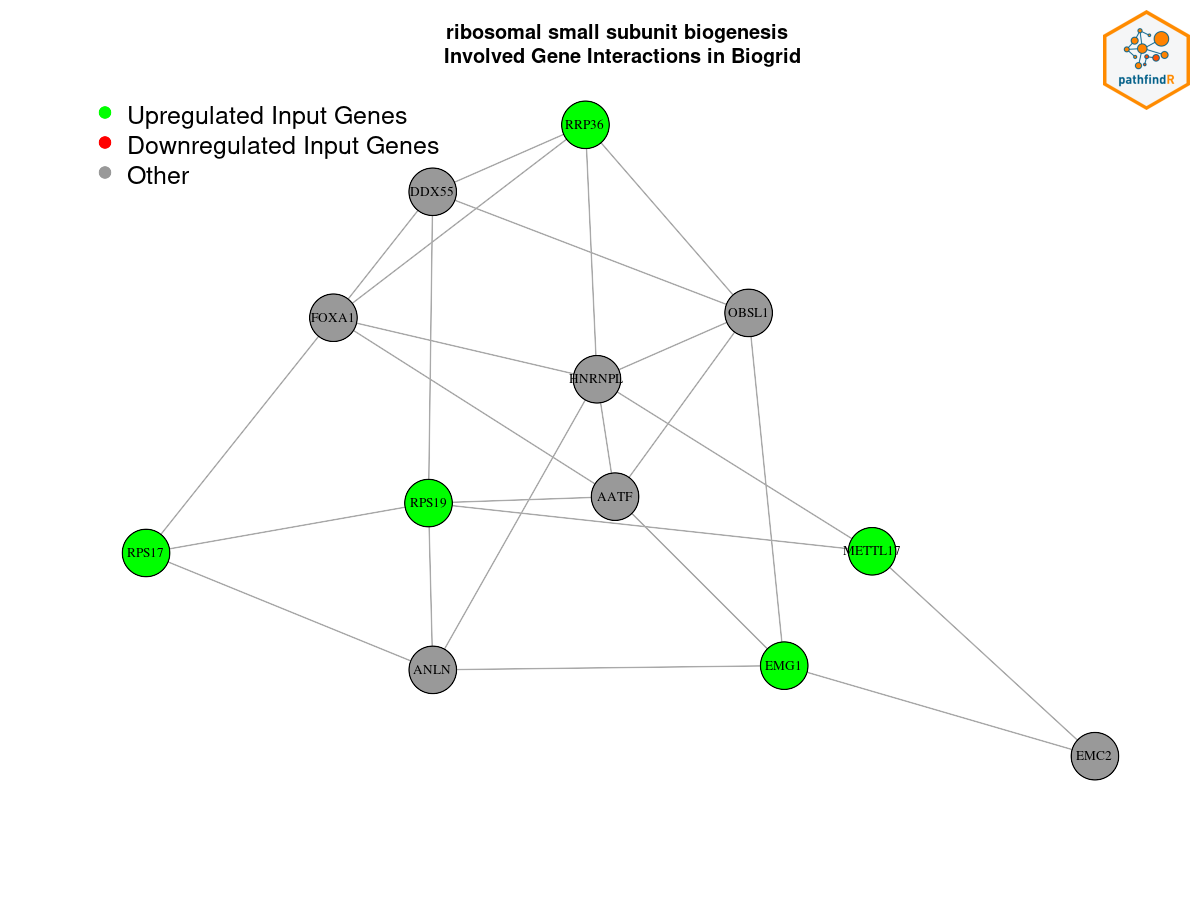 ribosomal small subunit biogenesis
Involved Gene Interactions in Biogrid
pathfindR
Upregulated Input Genes
Downregulated Input Genes
Other
RRP36
DDX55
FOXA1
OBSL1
HNRNPL
AATF
RPS19
RPS17
METTL17
ANLN
EMG1
EMC2